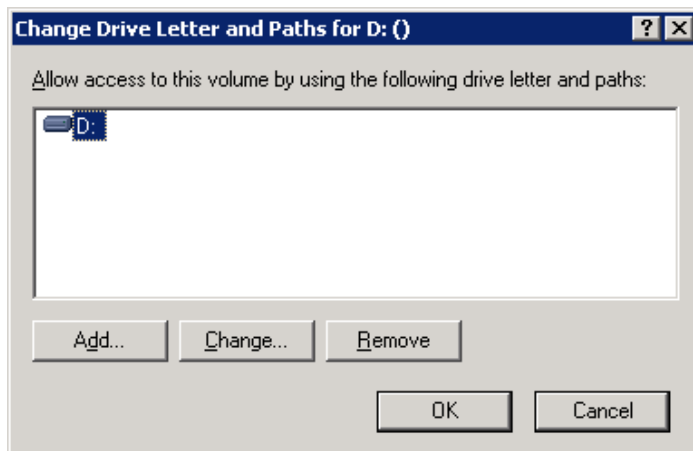 Change Drive Letter and Paths for D: ()
Allow access to this volume by using the following drive letter and paths:
D:
Add... Change... Remove
OK Cancel